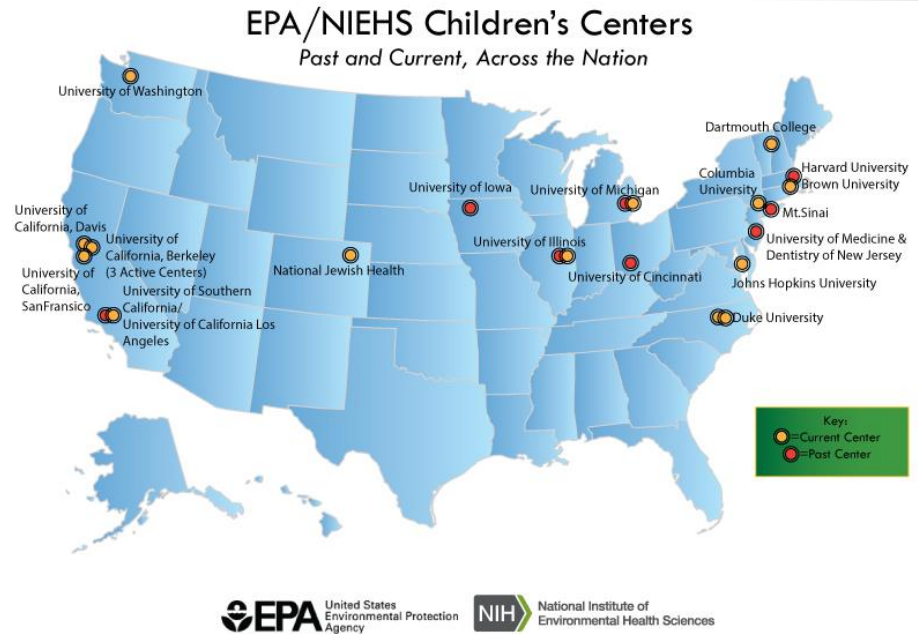 EPA/NIEHS Children's Centers
Past and Current, Across the Nation
University of Washington
Dartmouth College
Harvard University
Brown University
Columbia
University
Mt.Sinai
University of Medicine &
Dentistry of New Jersey
Johns Hopkins University
Duke University
University of Iowa
University of Michigan
University of Illinois
University of Cincinnati
National Jewish Health
University of
California, Davis
University of
California, Berkeley
(3 Active Centers)
University of
California,
SanFransico
University of Southern
California/
University of California Los
Angeles
Key:
=Current Center
=Past Center
EPA
United States
Environmental Protection
Agency
NIH
National Institute of
Environmental Health Sciences